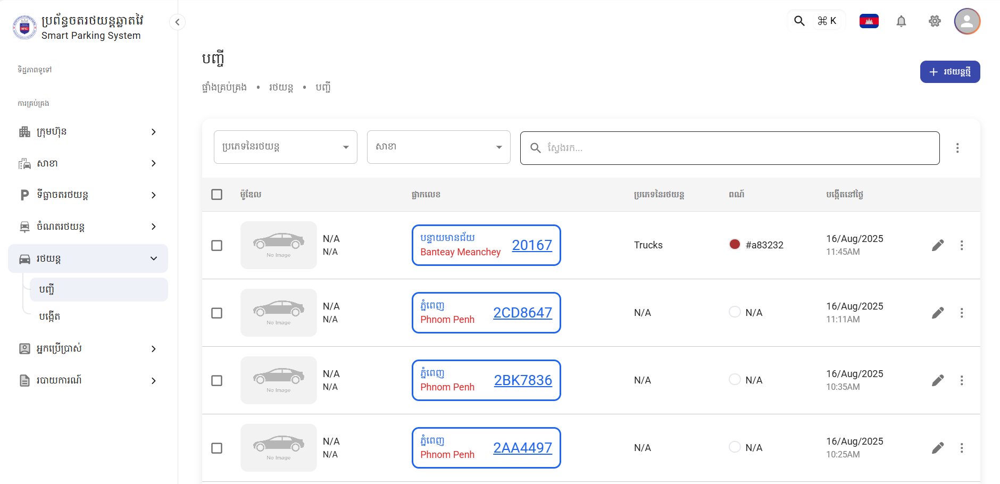 ប្រព័ន្ធចតរថយន្តឆ្លាតវៃ
Smart Parking System
⌘ K
ទិដ្ឋភាពទូទៅ
ការគ្រប់គ្រង
ក្រុមហ៊ុន
សាខា
ទីធ្លាចតរថយន្ត
ចំណតរថយន្ត
រថយន្ត
បញ្ជី
បង្កើត
អ្នកប្រើប្រាស់
របាយការណ៍
បញ្ជី
ផ្ទាំងគ្រប់គ្រង • រថយន្ត • បញ្ជី
+ រថយន្តថ្មី
ប្រភេទនៃរថយន្ត សាខា ស្វែងរក...
ម៉ូឌែល ផ្លាកលេខ ប្រភេទនៃរថយន្ត ពណ៍ បង្កើតនៅថ្ងៃ
No Image
N/A
N/A
បន្ទាយមានជ័យ
Banteay Meanchey
20167
Trucks
#a83232
16/Aug/2025
11:45AM
No Image
N/A
N/A
ភ្នំពេញ
Phnom Penh
2CD8647
N/A
N/A
16/Aug/2025
11:11AM
No Image
N/A
N/A
ភ្នំពេញ
Phnom Penh
2BK7836
N/A
N/A
16/Aug/2025
10:35AM
No Image
N/A
N/A
ភ្នំពេញ
Phnom Penh
2AA4497
N/A
N/A
16/Aug/2025
10:25AM